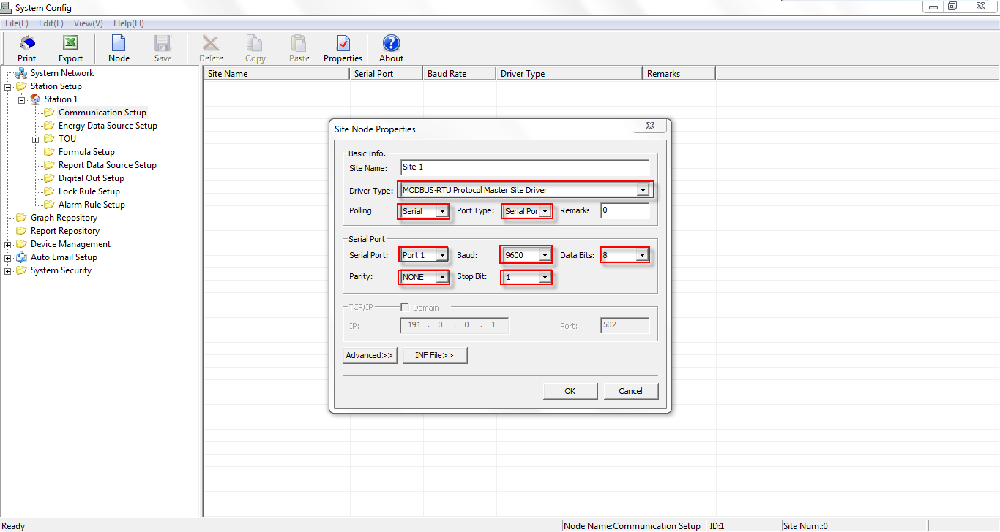 System Config
File(F) Edit(E) View(V) Help(H)
Print Export Node Save Delete Copy Paste Properties About
System Network
Station Setup
Station 1
Communication Setup
Energy Data Source Setup
TOU
Formula Setup
Report Data Source Setup
Digital Out Setup
Lock Rule Setup
Alarm Rule Setup
Graph Repository
Report Repository
Device Management
Auto Email Setup
System Security
Site Name Serial Port Baud Rate Driver Type Remarks
Site Node Properties
Basic Info.
Site Name: Site 1
Driver Type: MODBUS-RTU Protocol Master Site Driver
Polling Serial Port Type: Serial Por Remarks 0
Serial Port
Serial Port: Port 1 Baud: 9600 Data Bits: 8
Parity: NONE Stop Bit: 1
TCP/IP Domain
IP: 191 . 0 . 0 . 1 Port: 502
Advanced>> INF File>>
OK Cancel
Ready Node Name:Communication Setup ID:1 Site Num.:0